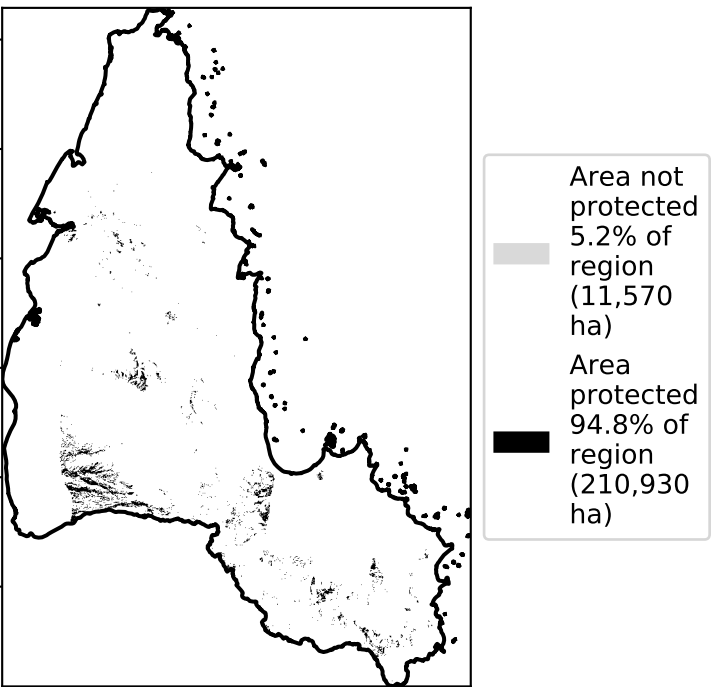 Area not
protected
5.2% of
region
(11,570
ha)
Area
protected
94.8% of
region
(210,930
ha)